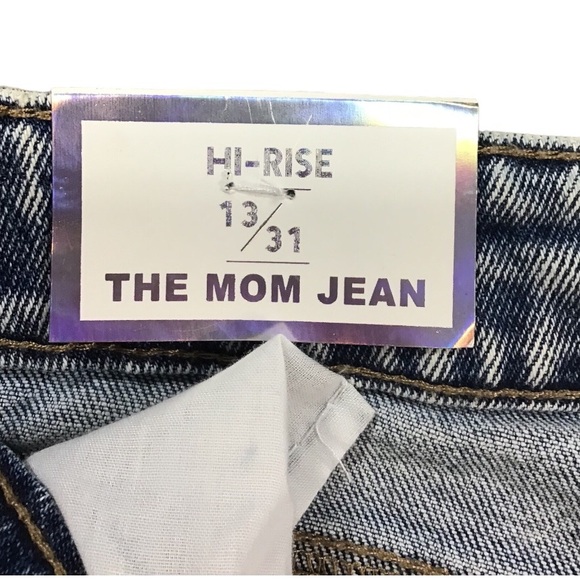 HI-RISE
13/31
THE MOM JEAN